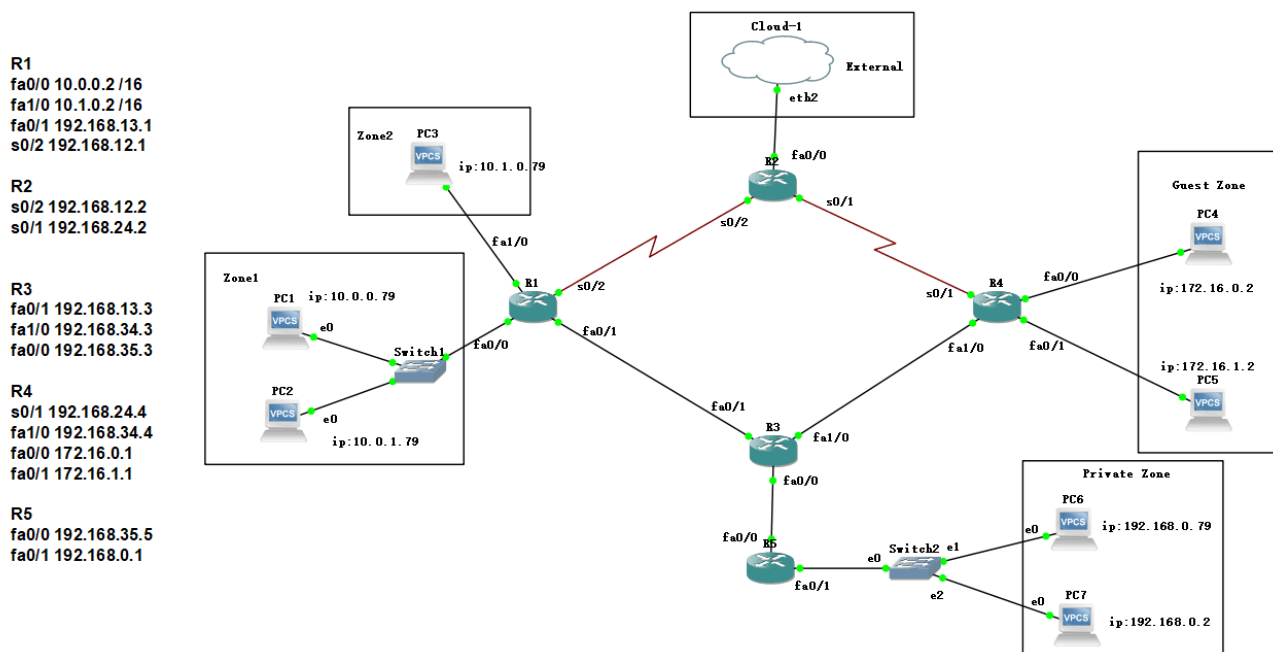 R1
fa0/0 10.0.0.2 /16
fa1/0 10.1.0.2 /16
fa0/1 192.168.13.1
s0/2 192.168.12.1
R2
s0/2 192.168.12.2
s0/1 192.168.24.2
R3
fa0/1 192.168.13.3
fa1/0 192.168.34.3
fa0/0 192.168.35.3
R4
s0/1 192.168.24.4
fa1/0 192.168.34.4
fa0/0 172.16.0.1
fa0/1 172.16.1.1
R5
fa0/0 192.168.35.5
fa0/1 192.168.0.1
Cloud-1
External
eth2
fa0/0
R2
s0/2
s0/1
Zone2
PC3
VPCS
ip:10.1.0.79
fa1/0
Zone1
PC1
VPCS
ip:10.0.0.79
e0
Switch1
PC2
VPCS
e0
ip:10.0.1.79
R1
s0/2
fa0/0
fa0/1
Guest Zone
PC4
VPCS
ip:172.16.0.2
ip:172.16.1.2
PC5
VPCS
R4
s0/1
fa0/0
fa0/1
fa1/0
fa0/1
R3
fa1/0
fa0/0
fa0/0
R5
fa0/1
e0
Switch2
e1
e2
Private Zone
PC6
VPCS
e0
ip:192.168.0.79
PC7
VPCS
e0
ip:192.168.0.2